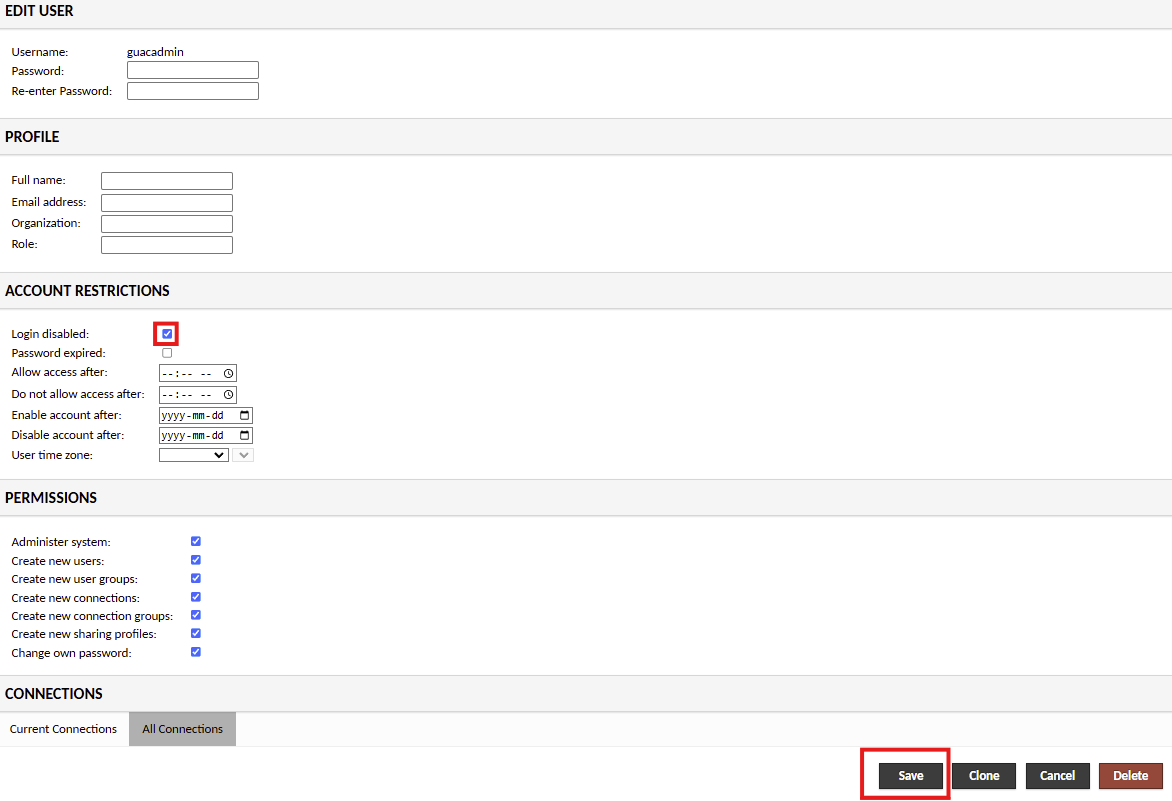 EDIT USER
Username: guacadmin
Password:
Re-enter Password:
PROFILE
Full name:
Email address:
Organization:
Role:
ACCOUNT RESTRICTIONS
Login disabled:
Password expired:
Allow access after: --:-- --
Do not allow access after: --:-- --
Enable account after: yyyy-mm-dd
Disable account after: yyyy-mm-dd
User time zone:
PERMISSIONS
Administer system:
Create new users:
Create new user groups:
Create new connections:
Create new connection groups:
Create new sharing profiles:
Change own password:
CONNECTIONS
Current Connections All Connections
Save Clone Cancel Delete